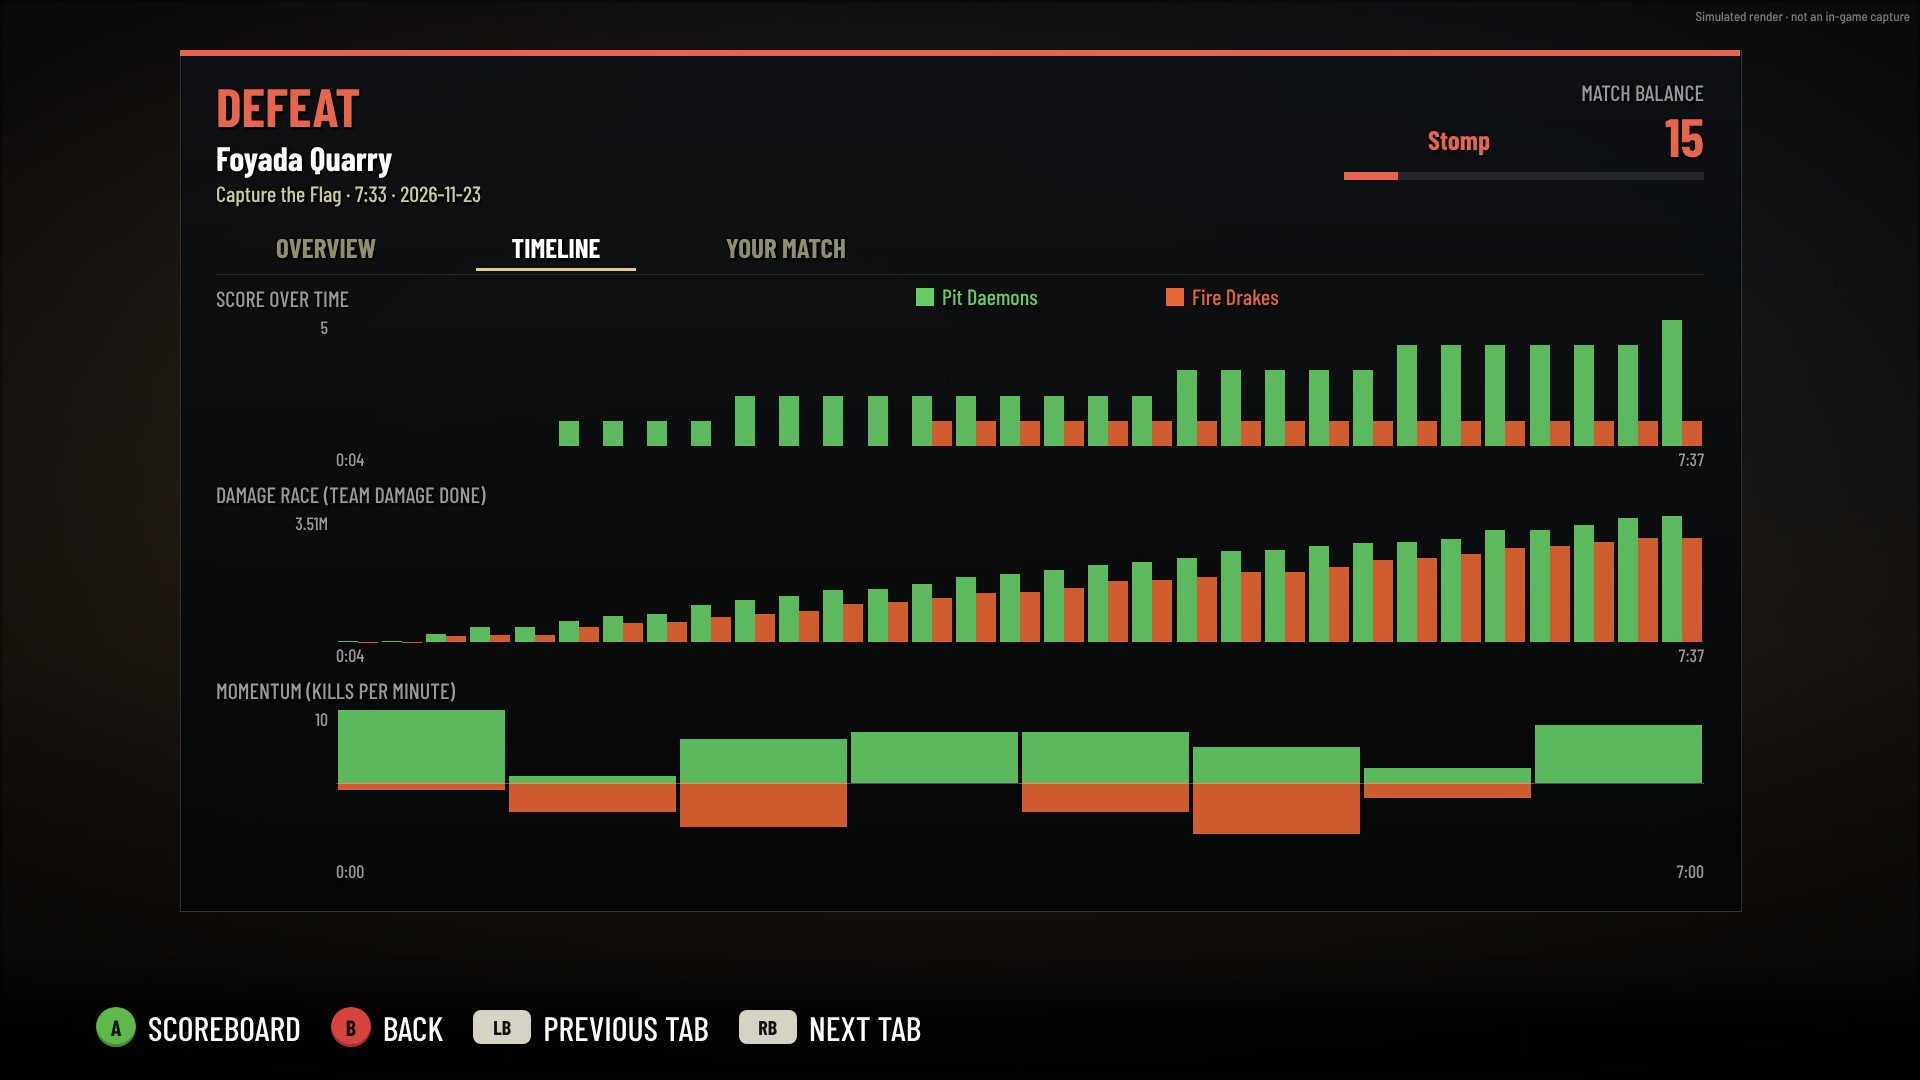 Simulated render · not an in-game capture
DEFEAT
MATCH BALANCE
Foyada Quarry
Stomp
15
Capture the Flag · 7:33 · 2026-11-23
OVERVIEW
TIMELINE
YOUR MATCH
SCORE OVER TIME
Pit Daemons
Fire Drakes
5
0:04
7:37
DAMAGE RACE (TEAM DAMAGE DONE)
3.51M
0:04
7:37
MOMENTUM (KILLS PER MINUTE)
10
0:00
7:00
A SCOREBOARD
B BACK
LB PREVIOUS TAB
RB NEXT TAB